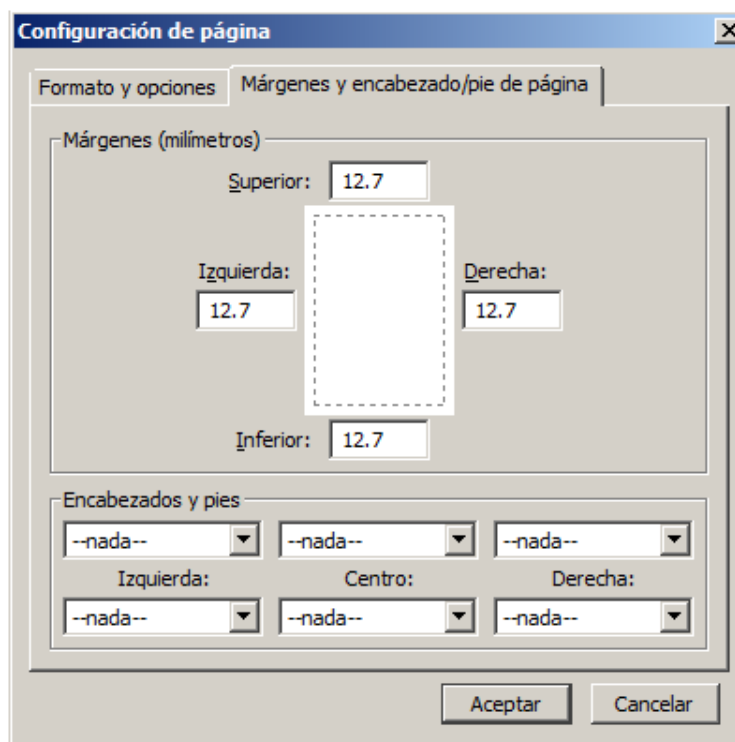 Configuración de página
Formato y opciones
Márgenes y encabezado/pie de página
Márgenes (milímetros)
Superior: 12.7
Izquierda: Derecha:
12.7 12.7
Inferior: 12.7
Encabezados y pies
--nada-- --nada-- --nada--
Izquierda: Centro: Derecha:
--nada-- --nada-- --nada--
Aceptar Cancelar